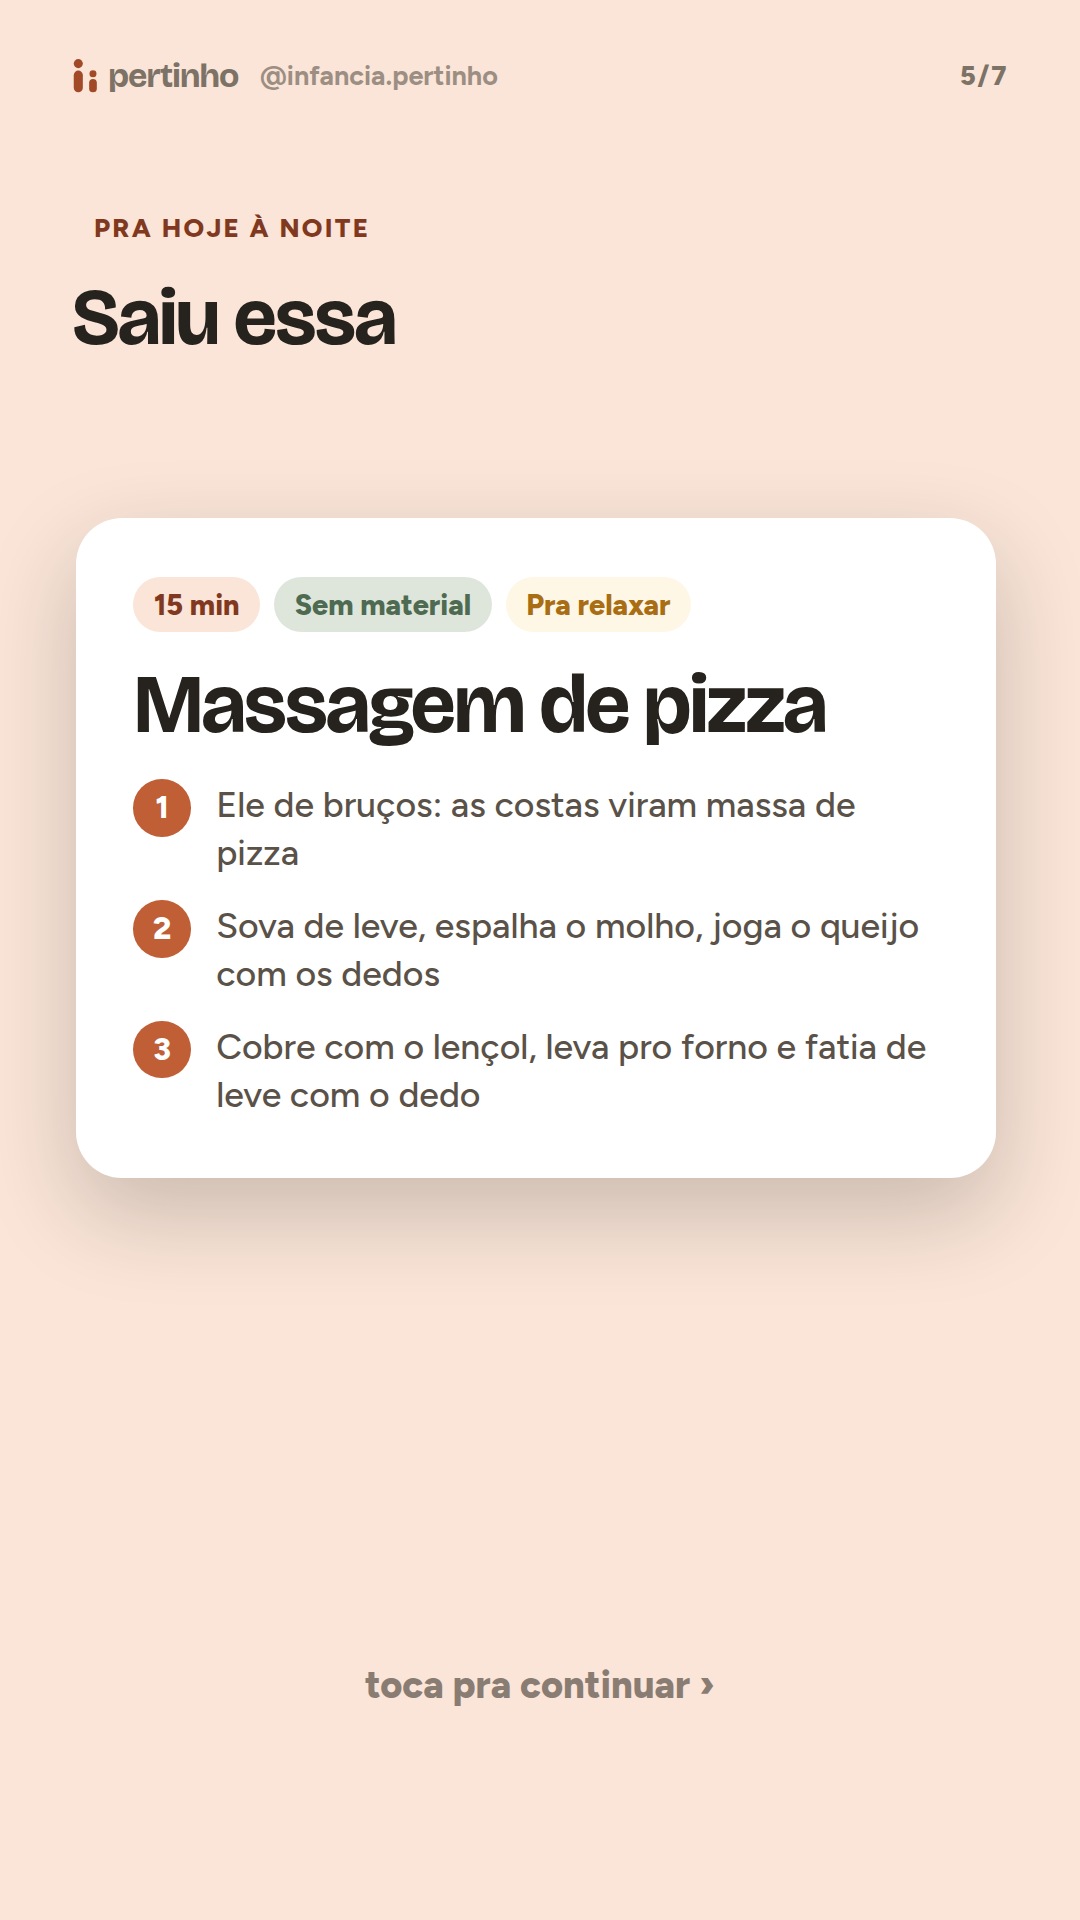 pertinho @infancia.pertinho 5/7
PRA HOJE À NOITE
Saiu essa
15 min Sem material Pra relaxar
Massagem de pizza
1 Ele de bruços: as costas viram massa de
pizza
2 Sova de leve, espalha o molho, joga o queijo
com os dedos
3 Cobre com o lençol, leva pro forno e fatia de
leve com o dedo
toca pra continuar ›